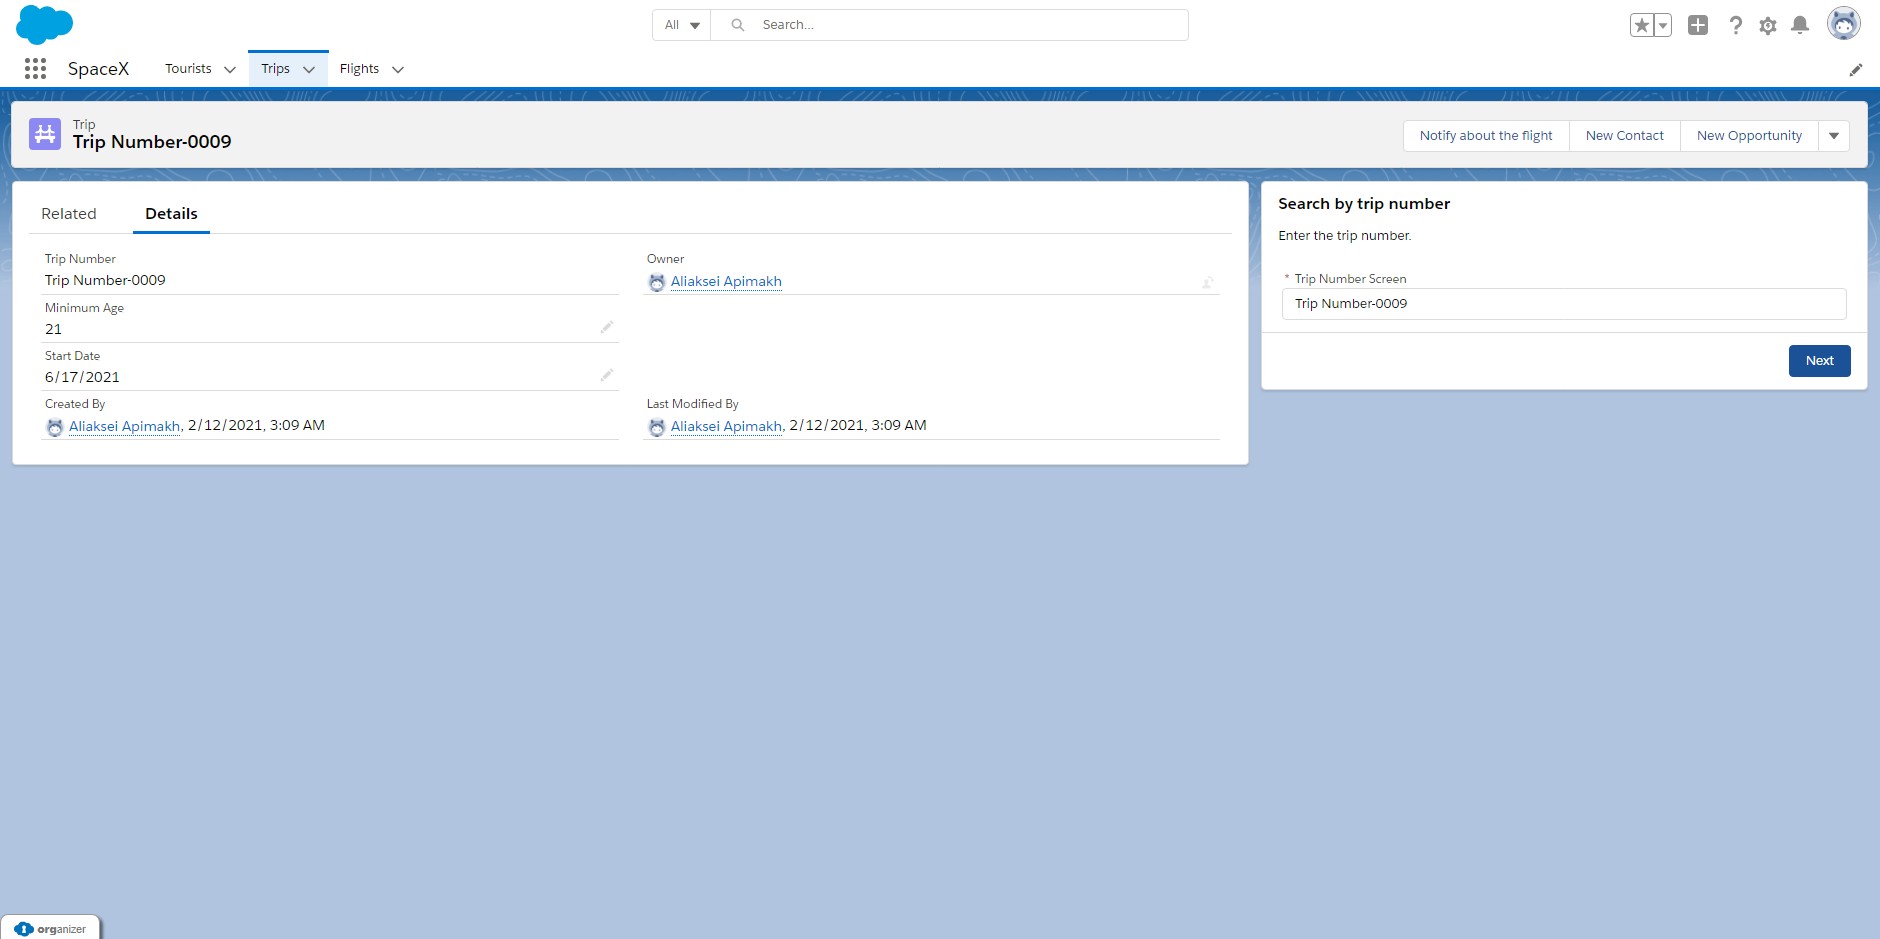 All
Search...
SpaceX
Tourists
Trips
Flights
Trip
Trip Number-0009
Notify about the flight
New Contact
New Opportunity
Related
Details
Trip Number
Trip Number-0009
Owner
Aliaksei Apimakh
Minimum Age
21
Start Date
6/17/2021
Created By
Aliaksei Apimakh, 2/12/2021, 3:09 AM
Last Modified By
Aliaksei Apimakh, 2/12/2021, 3:09 AM
Search by trip number
Enter the trip number.
* Trip Number Screen
Trip Number-0009
Next
organizer